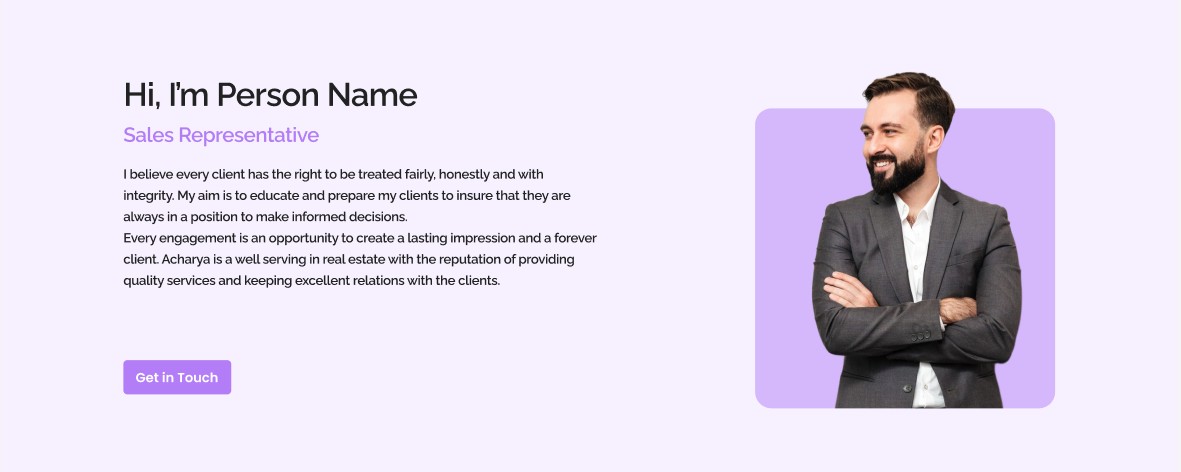 Hi, I'm Person Name
Sales Representative
I believe every client has the right to be treated fairly, honestly and with
integrity. My aim is to educate and prepare my clients to insure that they are
always in a position to make informed decisions.
Every engagement is an opportunity to create a lasting impression and a forever
client. Acharya is a well serving in real estate with the reputation of providing
quality services and keeping excellent relations with the clients.
Get in Touch